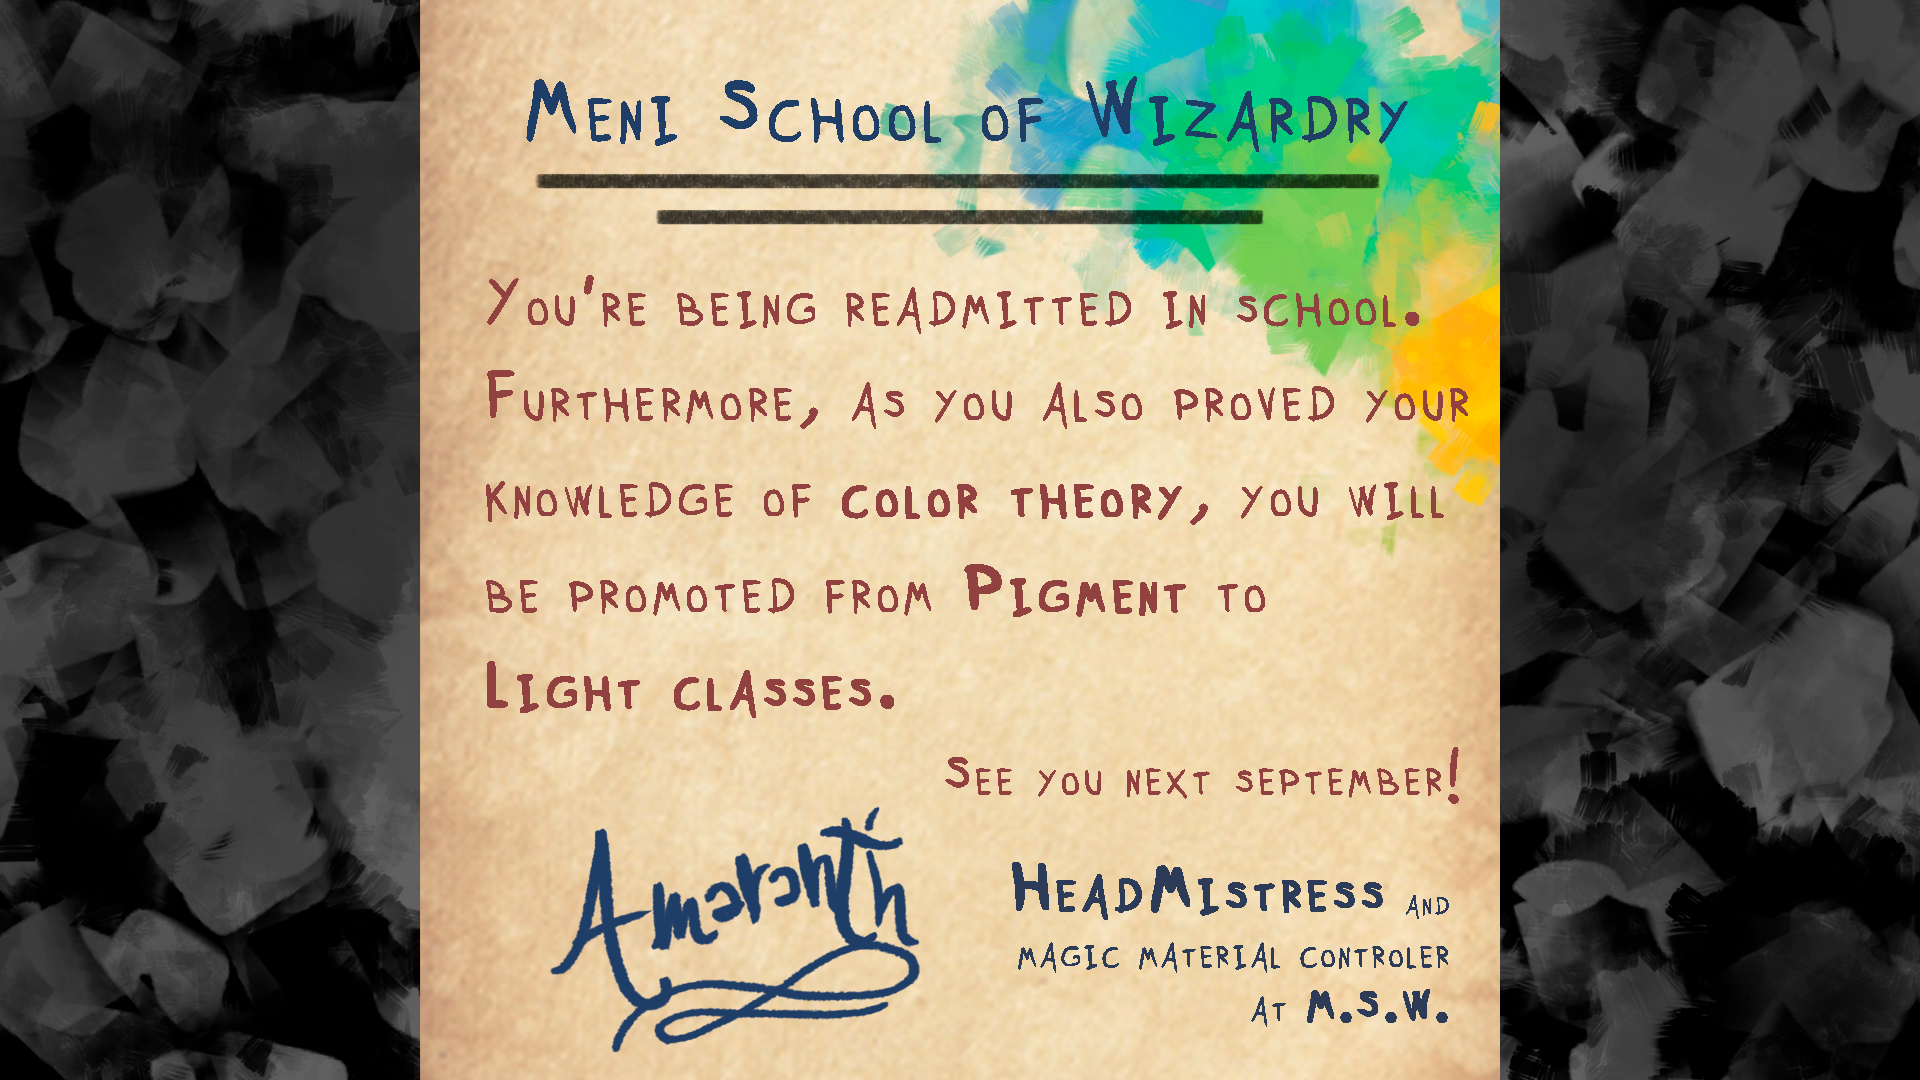 Meni School of Wizardry
You're being readmitted in school.
Furthermore, as you also proved your
knowledge of color theory, you will
be promoted from Pigment to
Light classes.
See you next september!
Amaranth
HeadMistress and
magic material controler
at M.S.W.